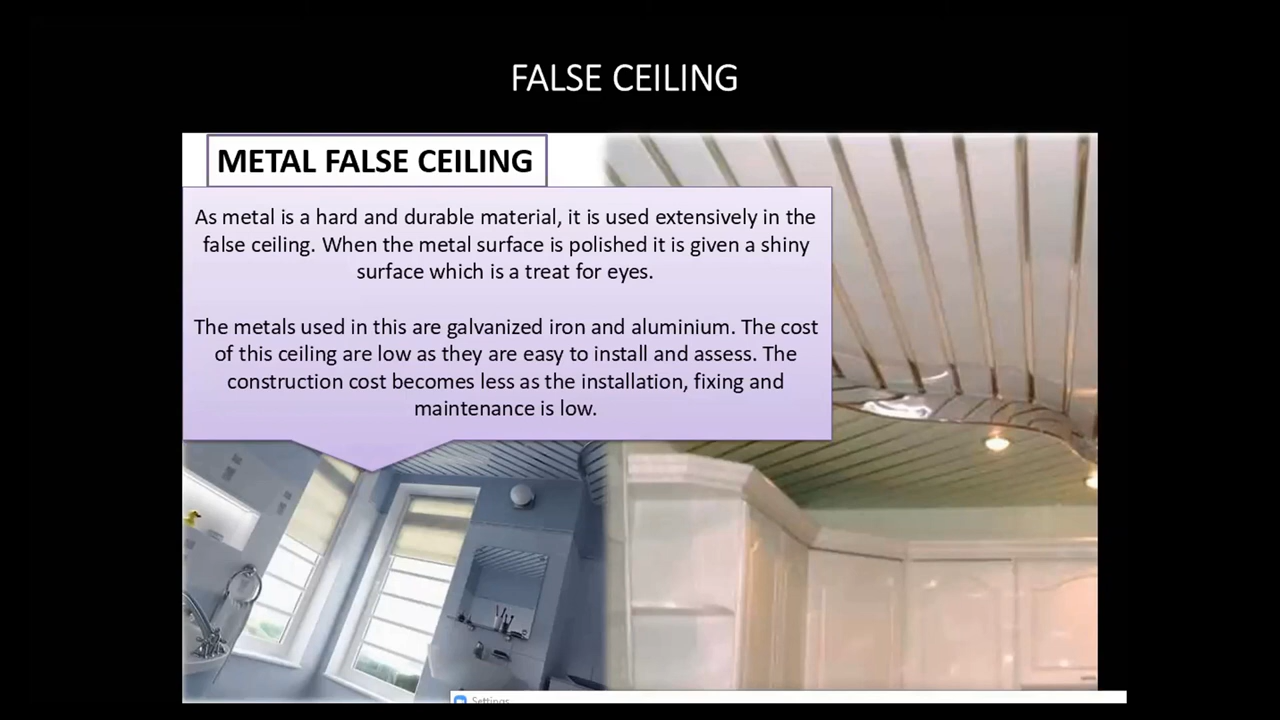 FALSE CEILING
METAL FALSE CEILING
As metal is a hard and durable material, it is used extensively in the
false ceiling. When the metal surface is polished it is given a shiny
surface which is a treat for eyes.
The metals used in this are galvanized iron and aluminium. The cost
of this ceiling are low as they are easy to install and assess. The
construction cost becomes less as the installation, fixing and
maintenance is low.
Settings